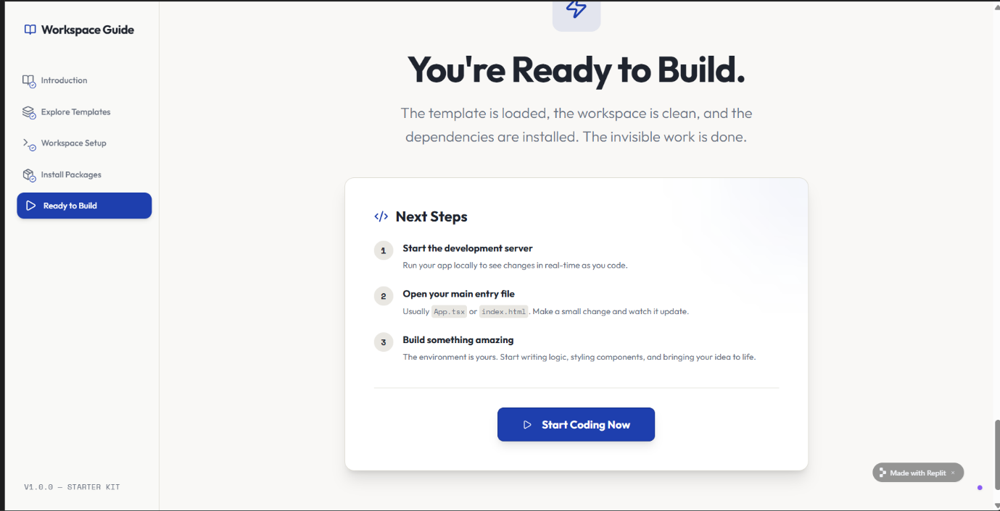 Workspace Guide
Introduction
Explore Templates
Workspace Setup
Install Packages
Ready to Build
V1.0.0 — STARTER KIT
You're Ready to Build.
The template is loaded, the workspace is clean, and the
dependencies are installed. The invisible work is done.
</> Next Steps
1 Start the development server
Run your app locally to see changes in real-time as you code.
2 Open your main entry file
Usually App.tsx or index.html. Make a small change and watch it update.
3 Build something amazing
The environment is yours. Start writing logic, styling components, and bringing your idea to life.
Start Coding Now
Made with Replit ×